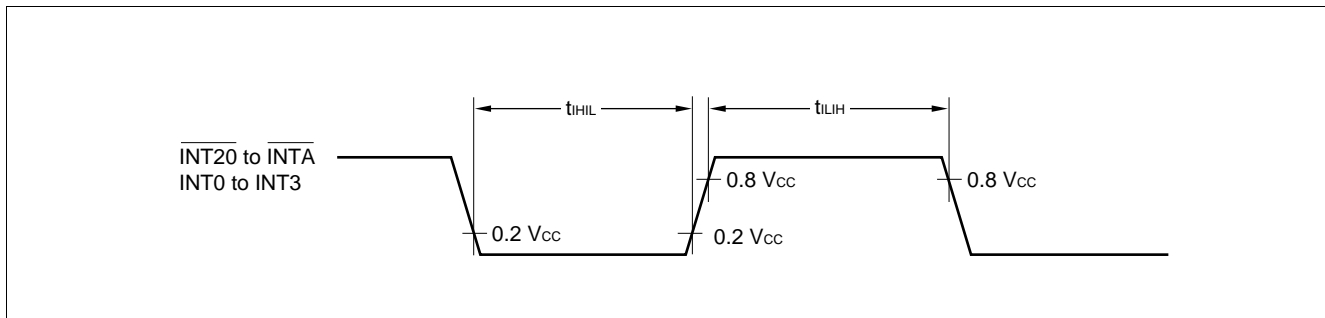 tIHIL
tILIH
INT20 to INTA
INT0 to INT3
0.8 VCC
0.8 VCC
0.2 VCC
0.2 VCC